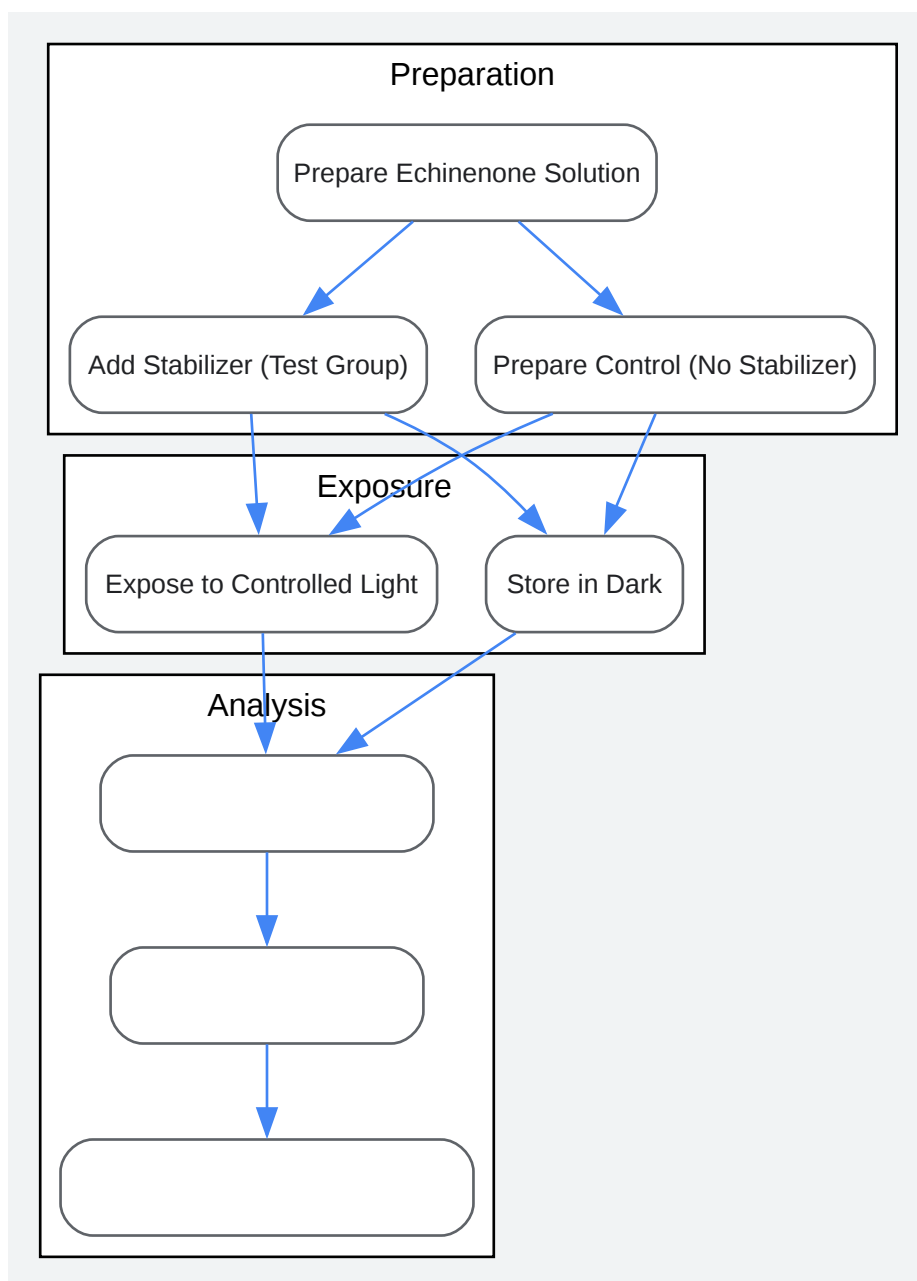 Preparation
Prepare Echinenone Solution
Add Stabilizer (Test Group)
Prepare Control (No Stabilizer)
Exposure
Expose to Controlled Light
Store in Dark
Analysis